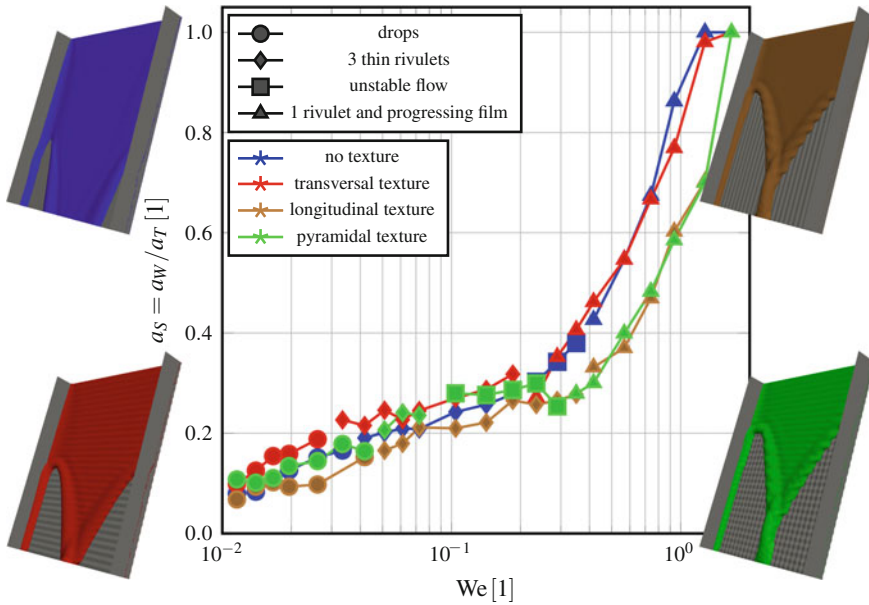 drops
3 thin rivulets
unstable flow
1 rivulet and progressing film
no texture
transversal texture
longitudinal texture
pyramidal texture
a_S = a_W/a_T [1]
1.0
0.8
0.6
0.4
0.2
0.0
10⁻² 10⁻¹ 10⁰
We [1]